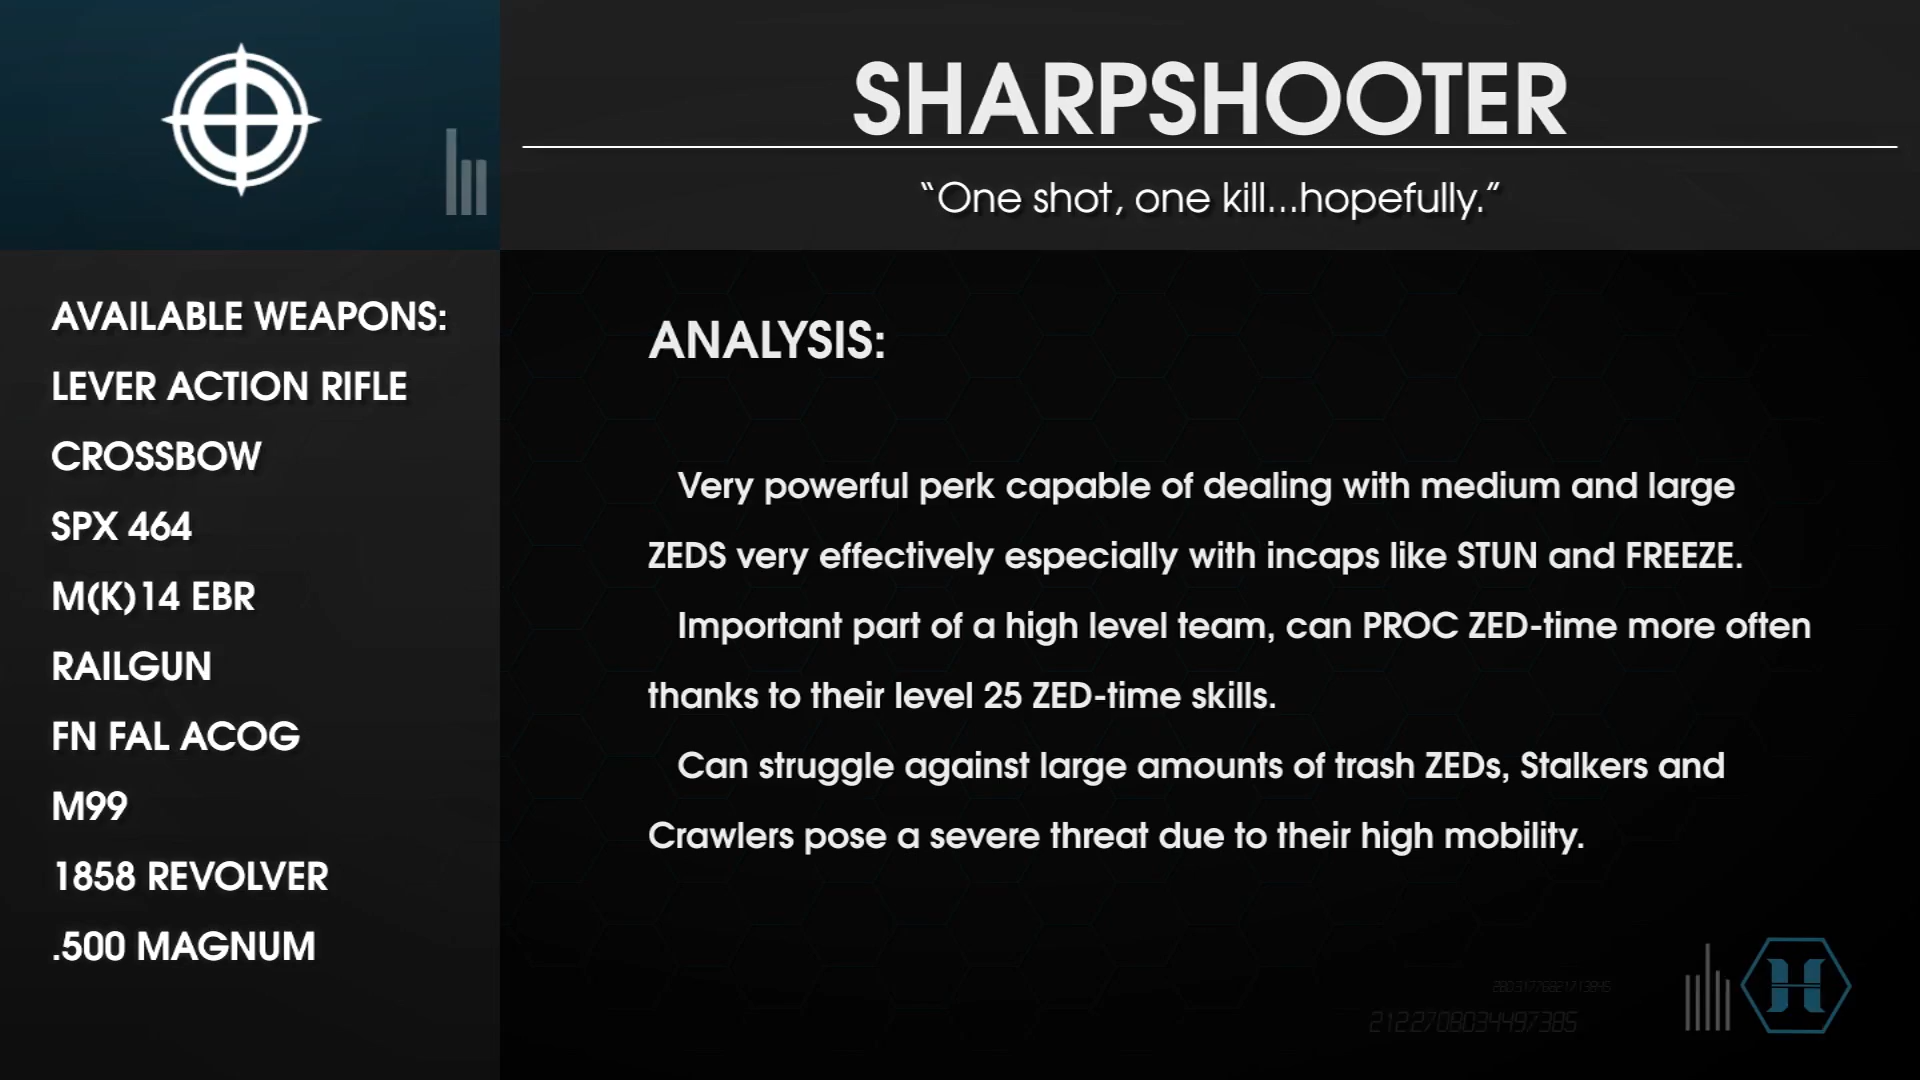 SHARPSHOOTER
“One shot, one kill...hopefully.”
AVAILABLE WEAPONS:
LEVER ACTION RIFLE
CROSSBOW
SPX 464
M(K)14 EBR
RAILGUN
FN FAL ACOG
M99
1858 REVOLVER
.500 MAGNUM
ANALYSIS:
Very powerful perk capable of dealing with medium and large
ZEDS very effectively especially with incaps like STUN and FREEZE.
Important part of a high level team, can PROC ZED-time more often
thanks to their level 25 ZED-time skills.
Can struggle against large amounts of trash ZEDs, Stalkers and
Crawlers pose a severe threat due to their high mobility.
2122708034497385
H